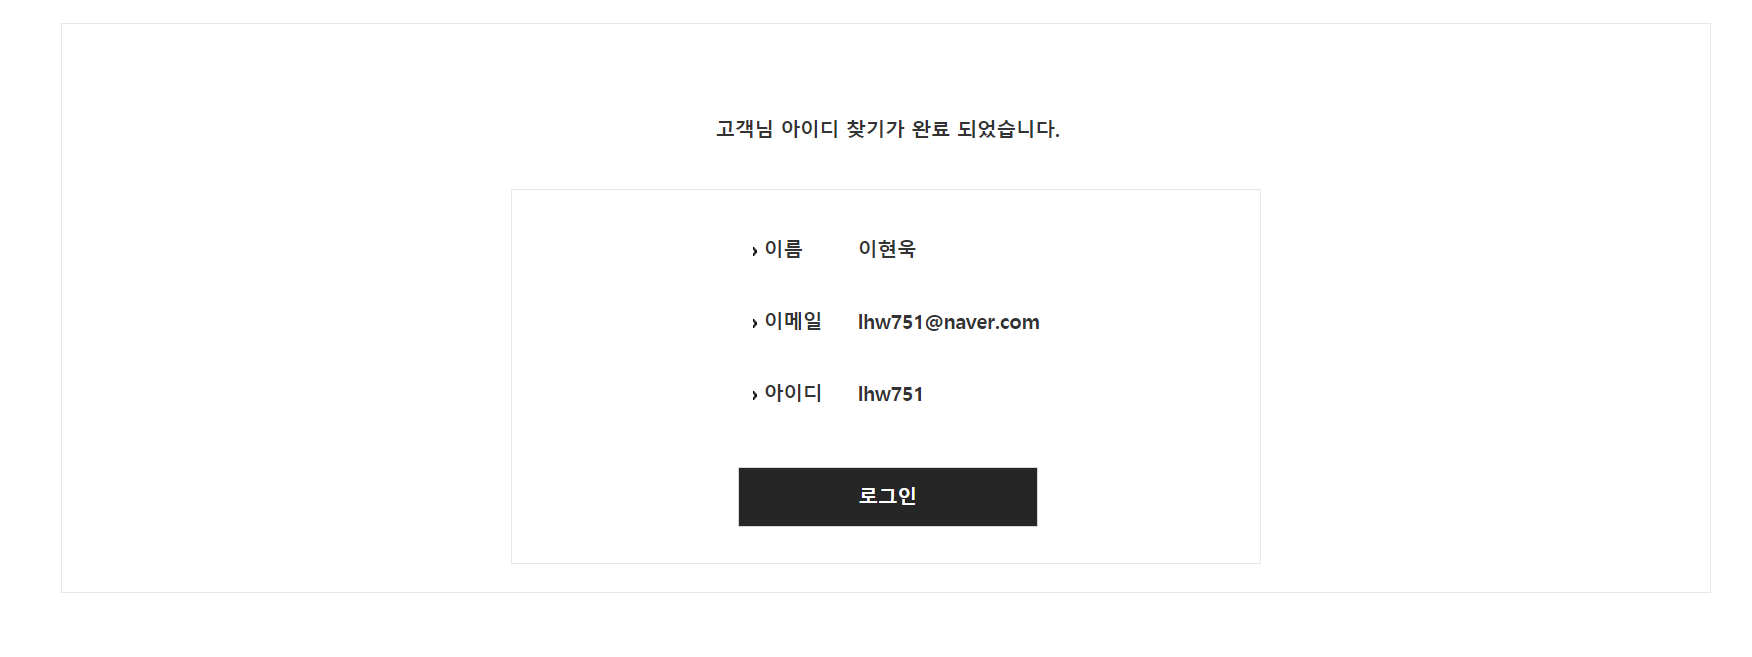 고객님 아이디 찾기가 완료 되었습니다.
› 이름 이현욱
› 이메일 lhw751@naver.com
› 아이디 lhw751
로그인